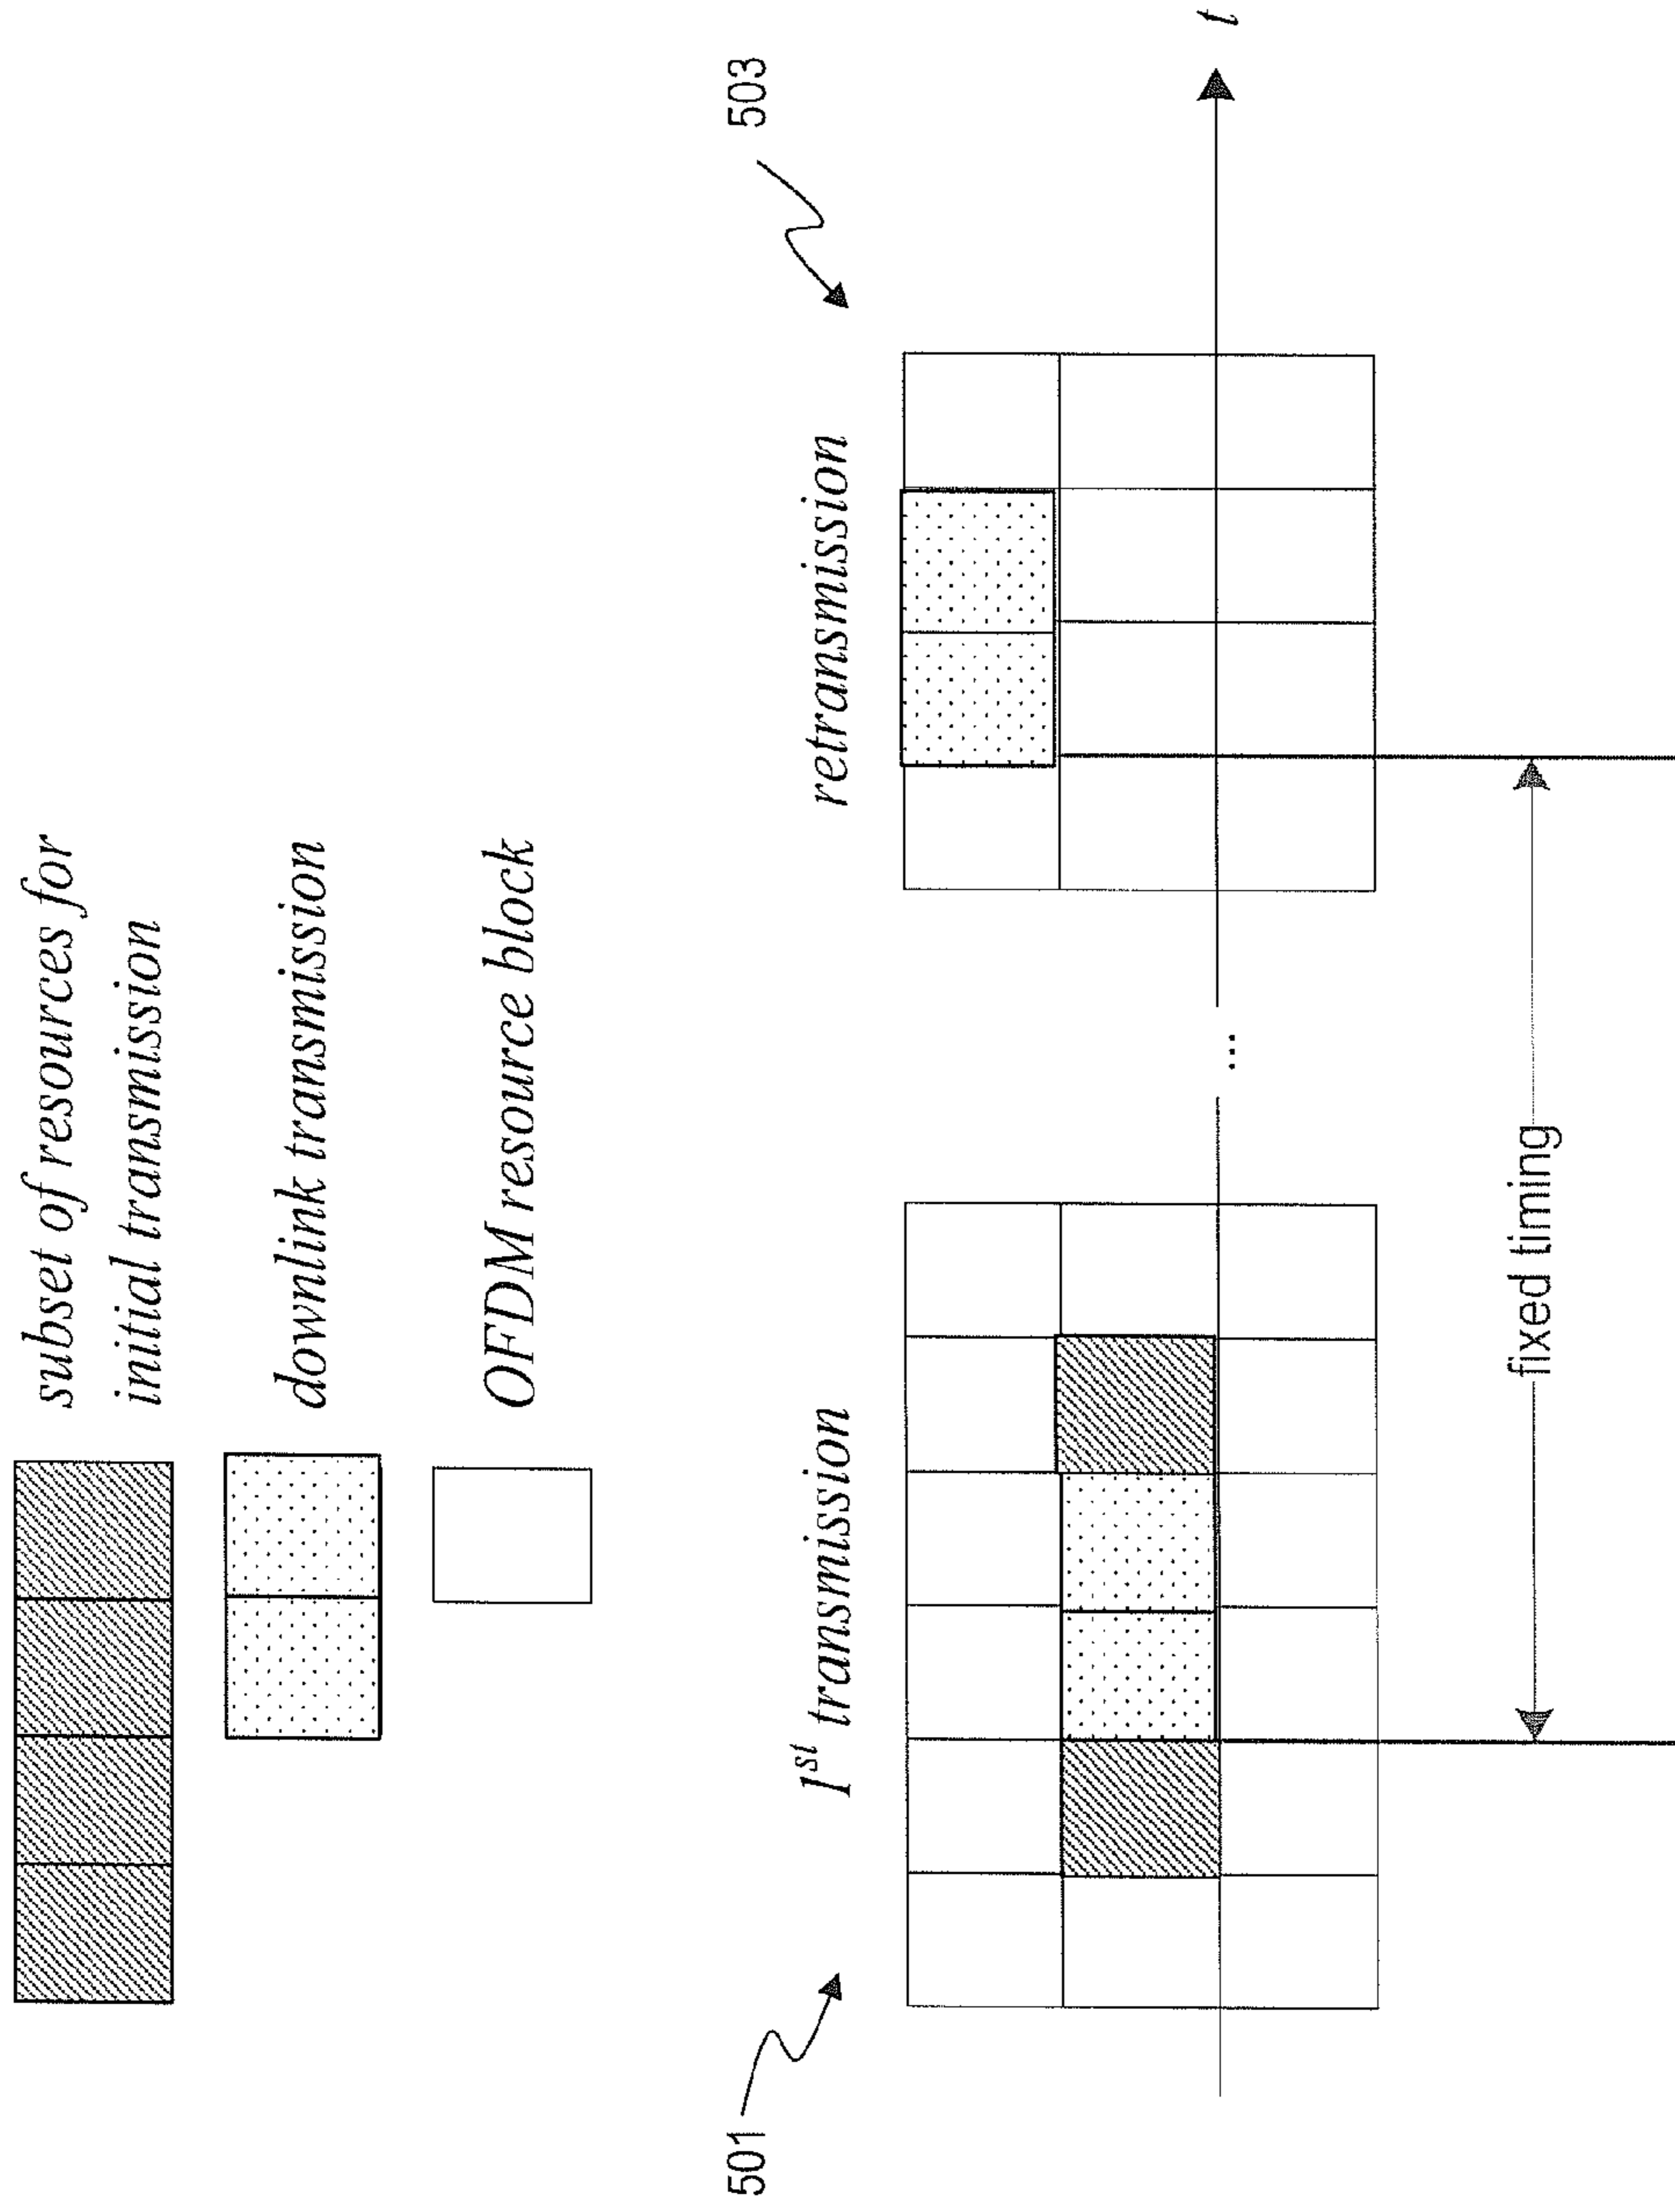 subset of resources for
initial transmission
downlink transmission
OFDM resource block
501
1st transmission
retransmission
503
...
t
fixed timing